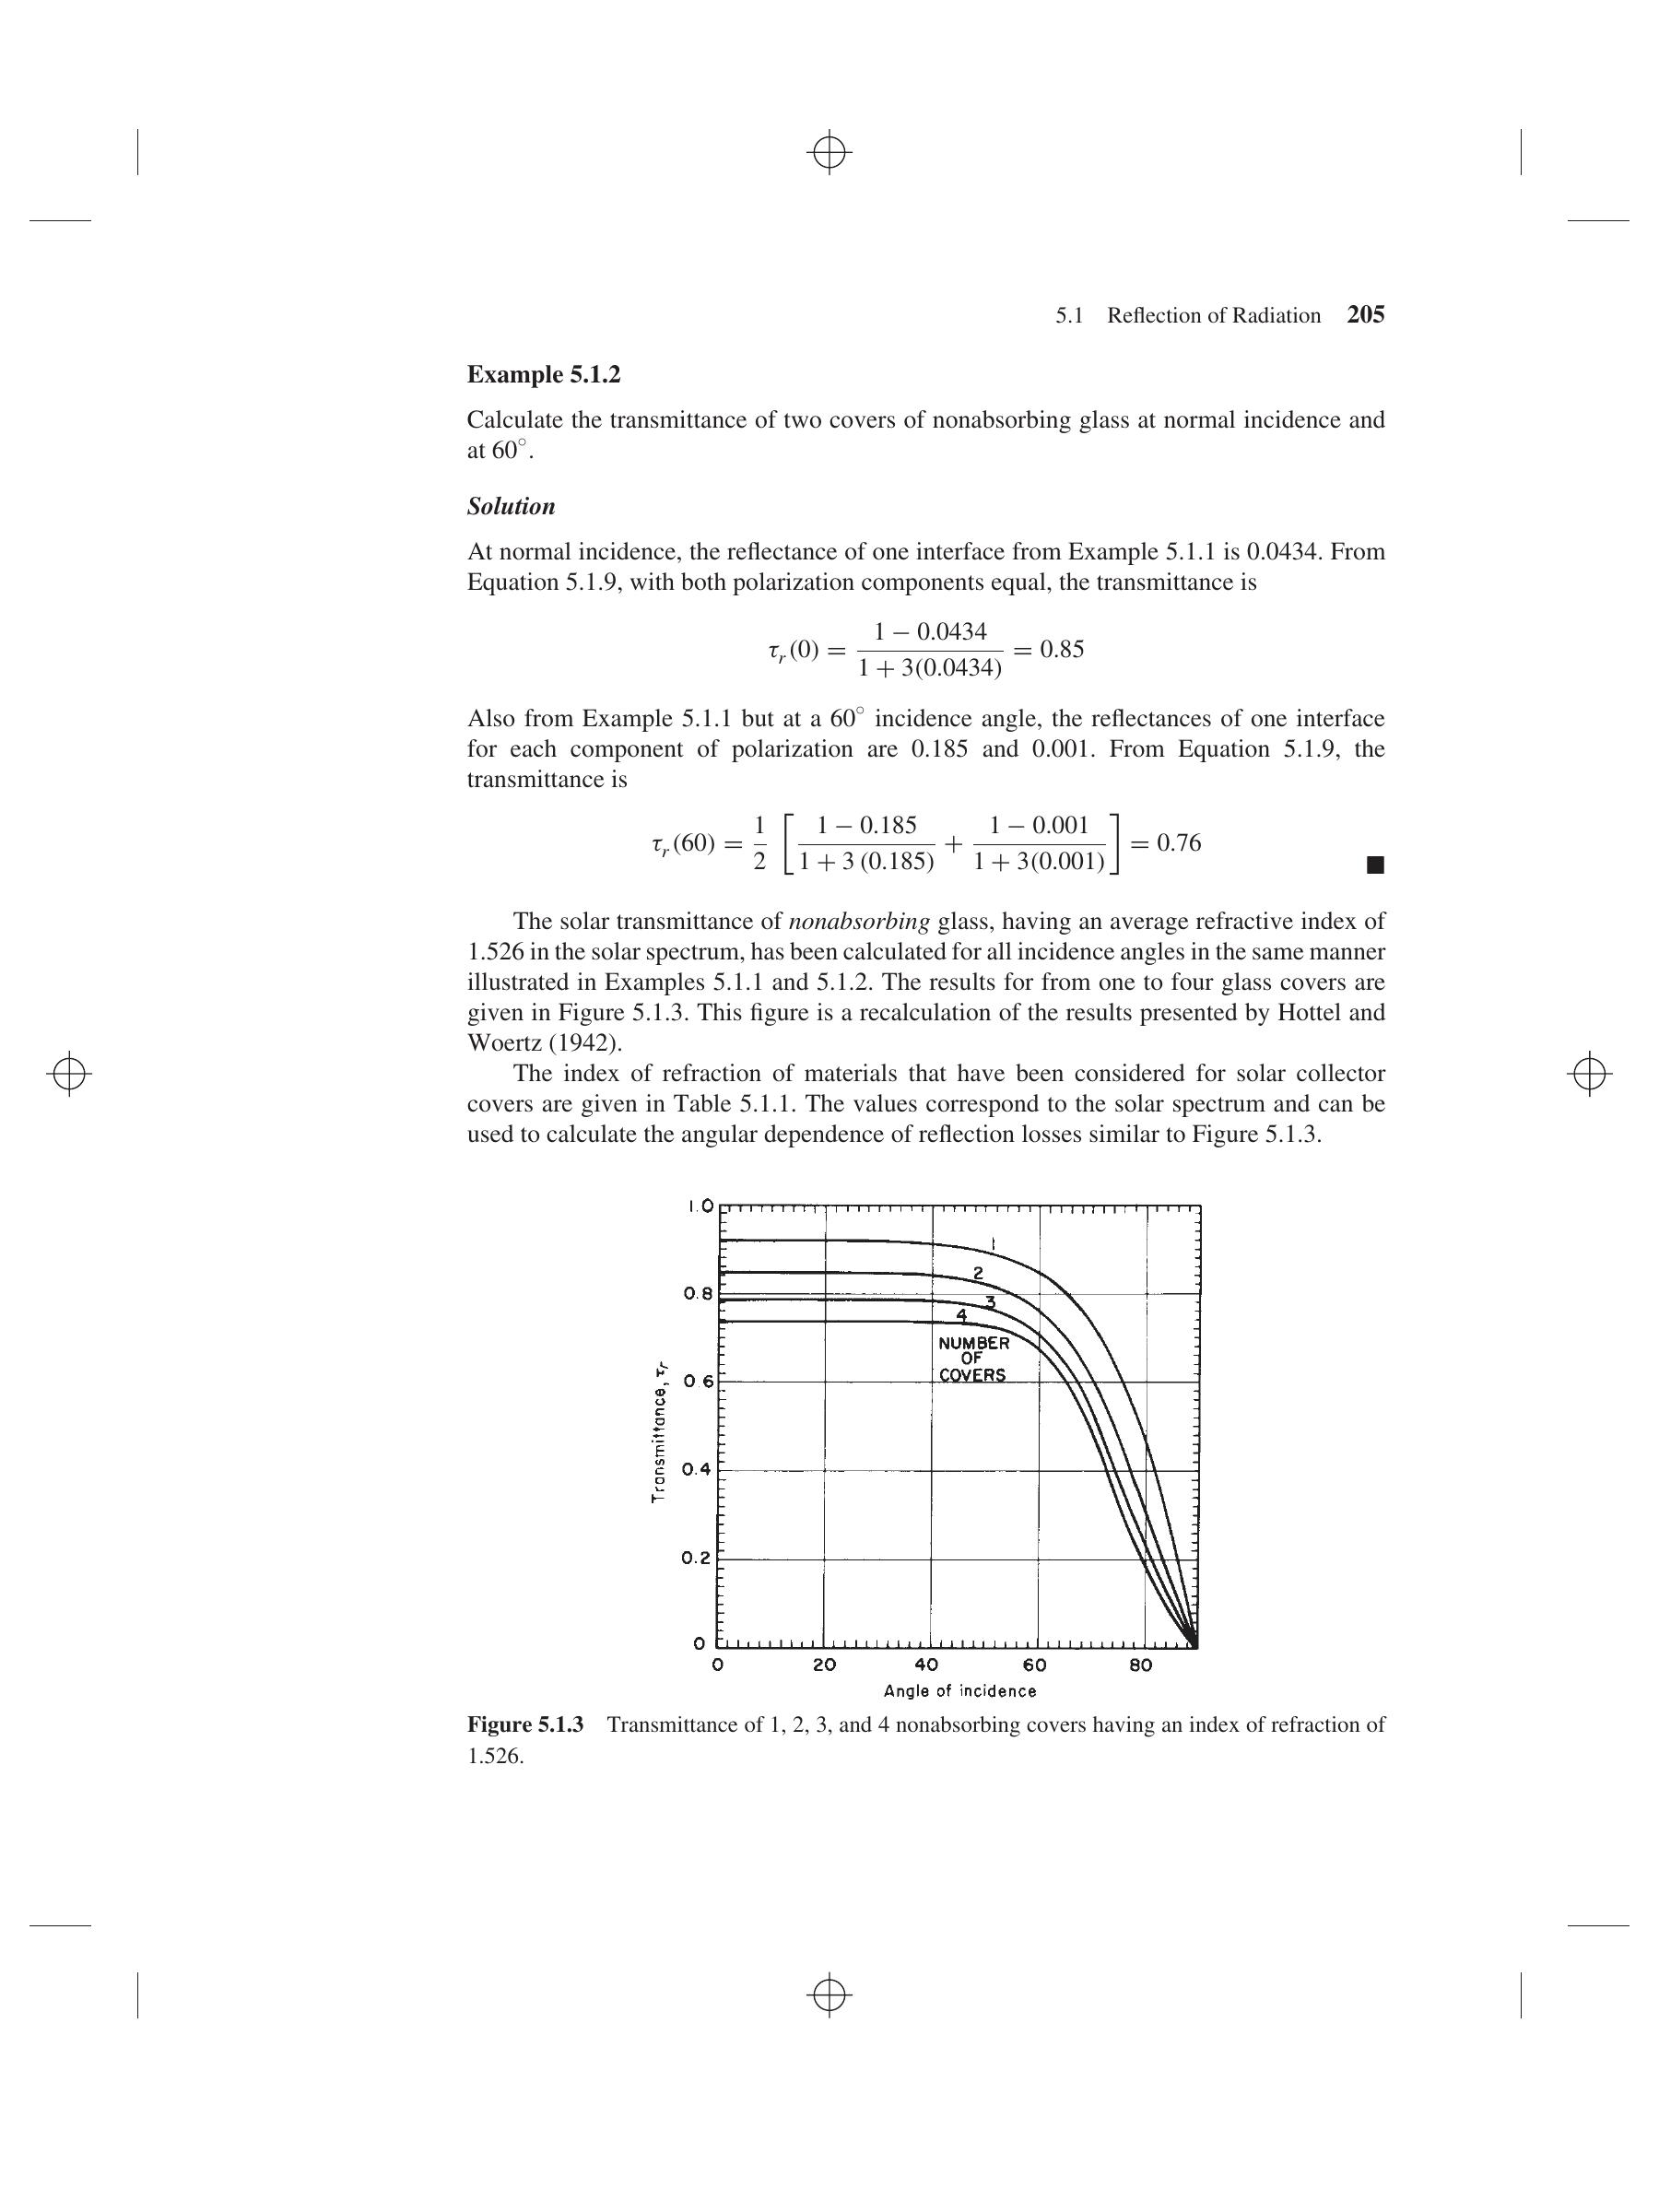 5.1 Reflection of Radiation 205
Example 5.1.2
Calculate the transmittance of two covers of nonabsorbing glass at normal incidence and
at 60°.
Solution
At normal incidence, the reflectance of one interface from Example 5.1.1 is 0.0434. From
Equation 5.1.9, with both polarization components equal, the transmittance is
τr(0) = (1 − 0.0434) / (1 + 3(0.0434)) = 0.85
Also from Example 5.1.1 but at a 60° incidence angle, the reflectances of one interface
for each component of polarization are 0.185 and 0.001. From Equation 5.1.9, the
transmittance is
τr(60) = 1/2 [ (1 − 0.185) / (1 + 3 (0.185)) + (1 − 0.001) / (1 + 3(0.001)) ] = 0.76
■
The solar transmittance of nonabsorbing glass, having an average refractive index of
1.526 in the solar spectrum, has been calculated for all incidence angles in the same manner
illustrated in Examples 5.1.1 and 5.1.2. The results for from one to four glass covers are
given in Figure 5.1.3. This figure is a recalculation of the results presented by Hottel and
Woertz (1942).
The index of refraction of materials that have been considered for solar collector
covers are given in Table 5.1.1. The values correspond to the solar spectrum and can be
used to calculate the angular dependence of reflection losses similar to Figure 5.1.3.
1.0
0.8
0.6
0.4
0.2
0
Transmittance, τr
1
2
3
4
NUMBER
OF
COVERS
0 20 40 60 80
Angle of incidence
Figure 5.1.3 Transmittance of 1, 2, 3, and 4 nonabsorbing covers having an index of refraction of
1.526.